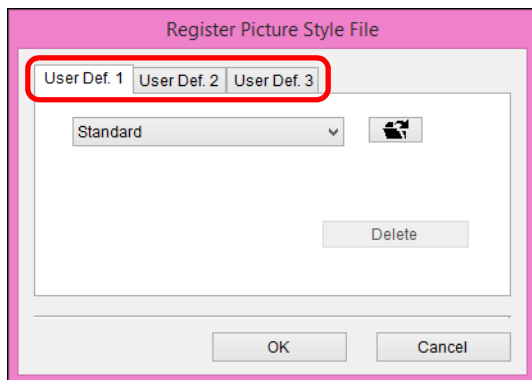 Register Picture Style File
User Def. 1 User Def. 2 User Def. 3
Standard
Delete
OK Cancel